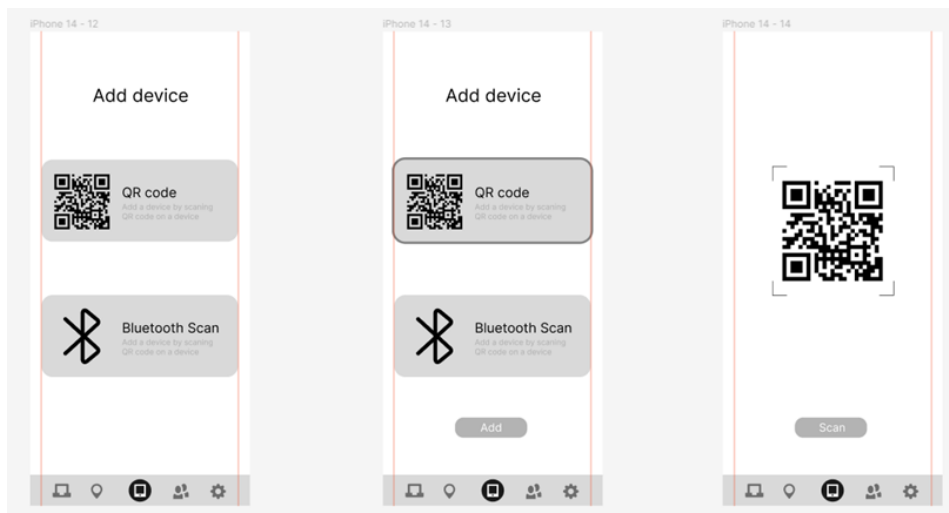 iPhone 14 - 12
Add device
QR code
Add a device by scaning
QR code on a device
Bluetooth Scan
Add a device by scaning
QR code on a device
iPhone 14 - 13
Add device
QR code
Add a device by scaning
QR code on a device
Bluetooth Scan
Add a device by scaning
QR code on a device
Add
iPhone 14 - 14
Scan